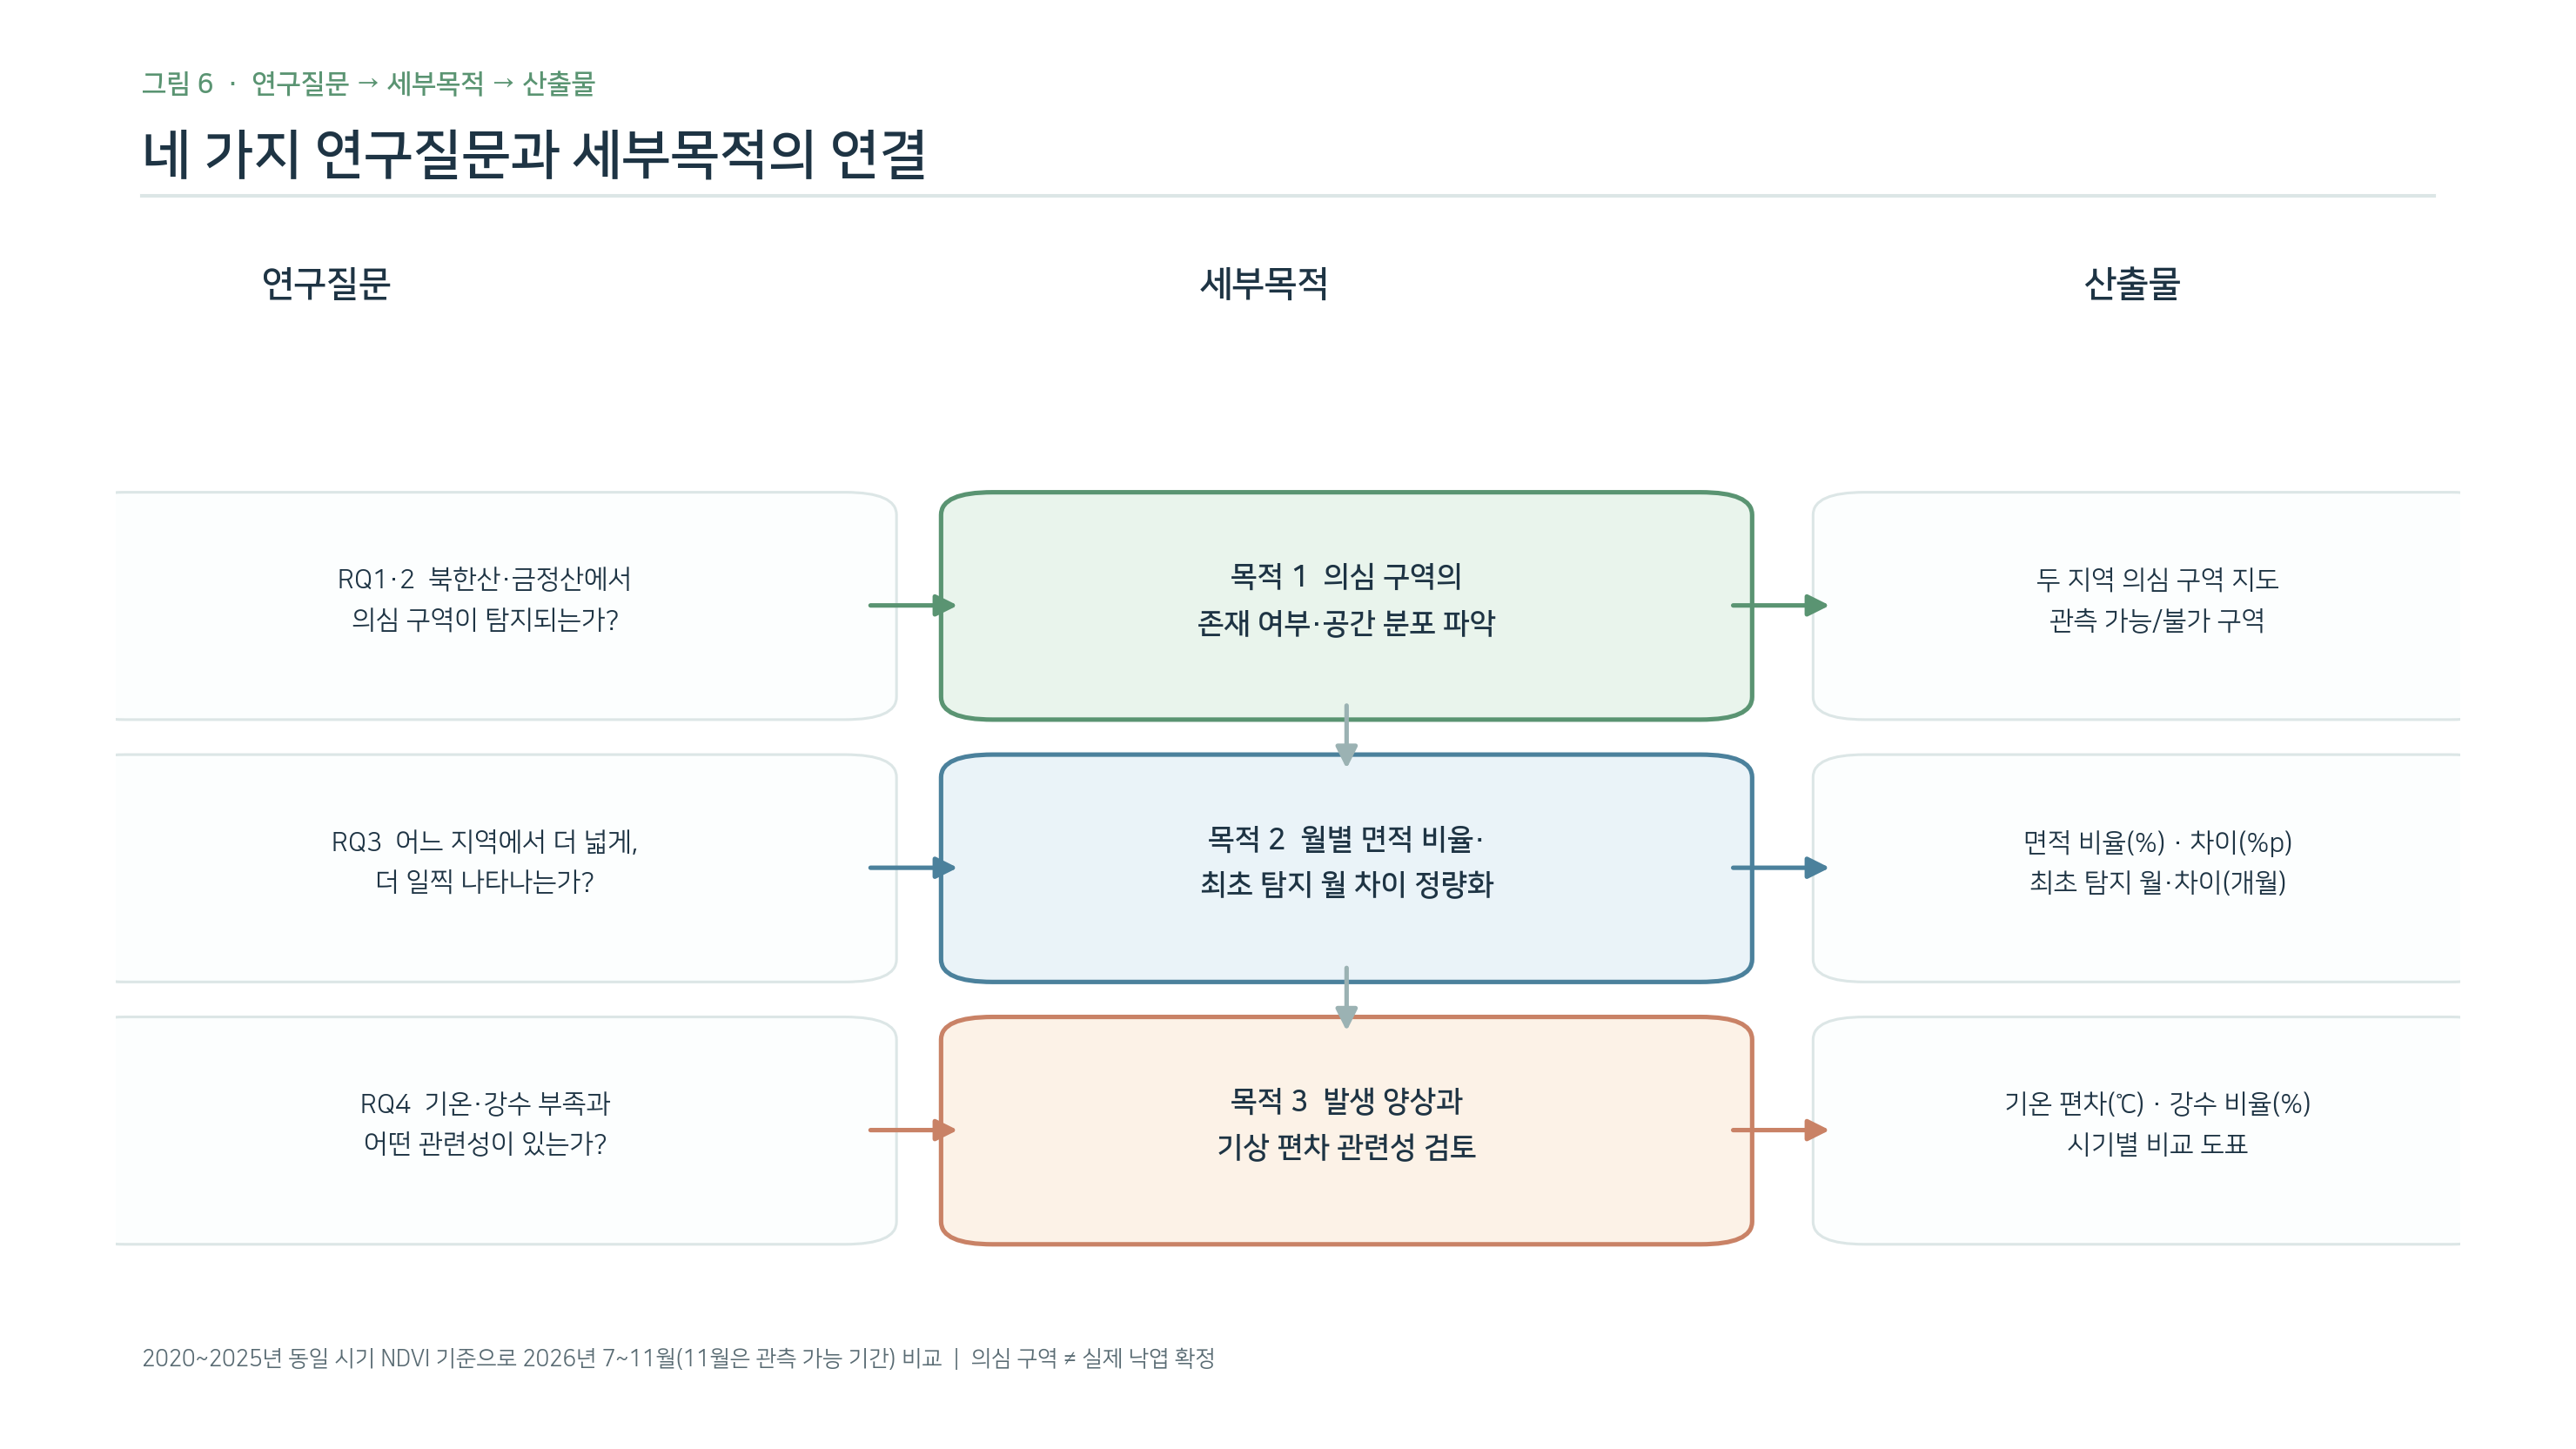 그림 6 · 연구질문 → 세부목적 → 산출물
네 가지 연구질문과 세부목적의 연결
연구질문
세부목적
산출물
RQ1·2 북한산·금정산에서
의심 구역이 탐지되는가?
목적 1 의심 구역의
존재 여부·공간 분포 파악
두 지역 의심 구역 지도
관측 가능/불가 구역
RQ3 어느 지역에서 더 넓게,
더 일찍 나타나는가?
목적 2 월별 면적 비율·
최초 탐지 월 차이 정량화
면적 비율(%) · 차이(%p)
최초 탐지 월·차이(개월)
RQ4 기온·강수 부족과
어떤 관련성이 있는가?
목적 3 발생 양상과
기상 편차 관련성 검토
기온 편차(℃) · 강수 비율(%)
시기별 비교 도표
2020~2025년 동일 시기 NDVI 기준으로 2026년 7~11월(11월은 관측 가능 기간) 비교 | 의심 구역 ≠ 실제 낙엽 확정